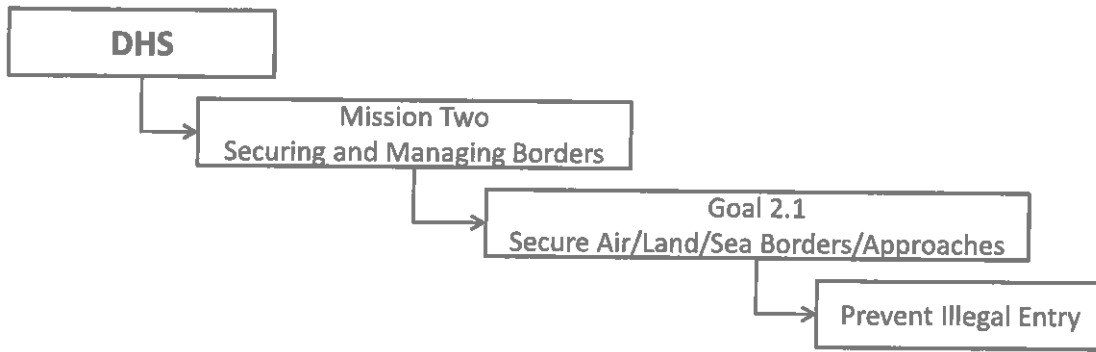 DHS
Mission Two
Securing and Managing Borders
Goal 2.1
Secure Air/Land/Sea Borders/Approaches
Prevent Illegal Entry